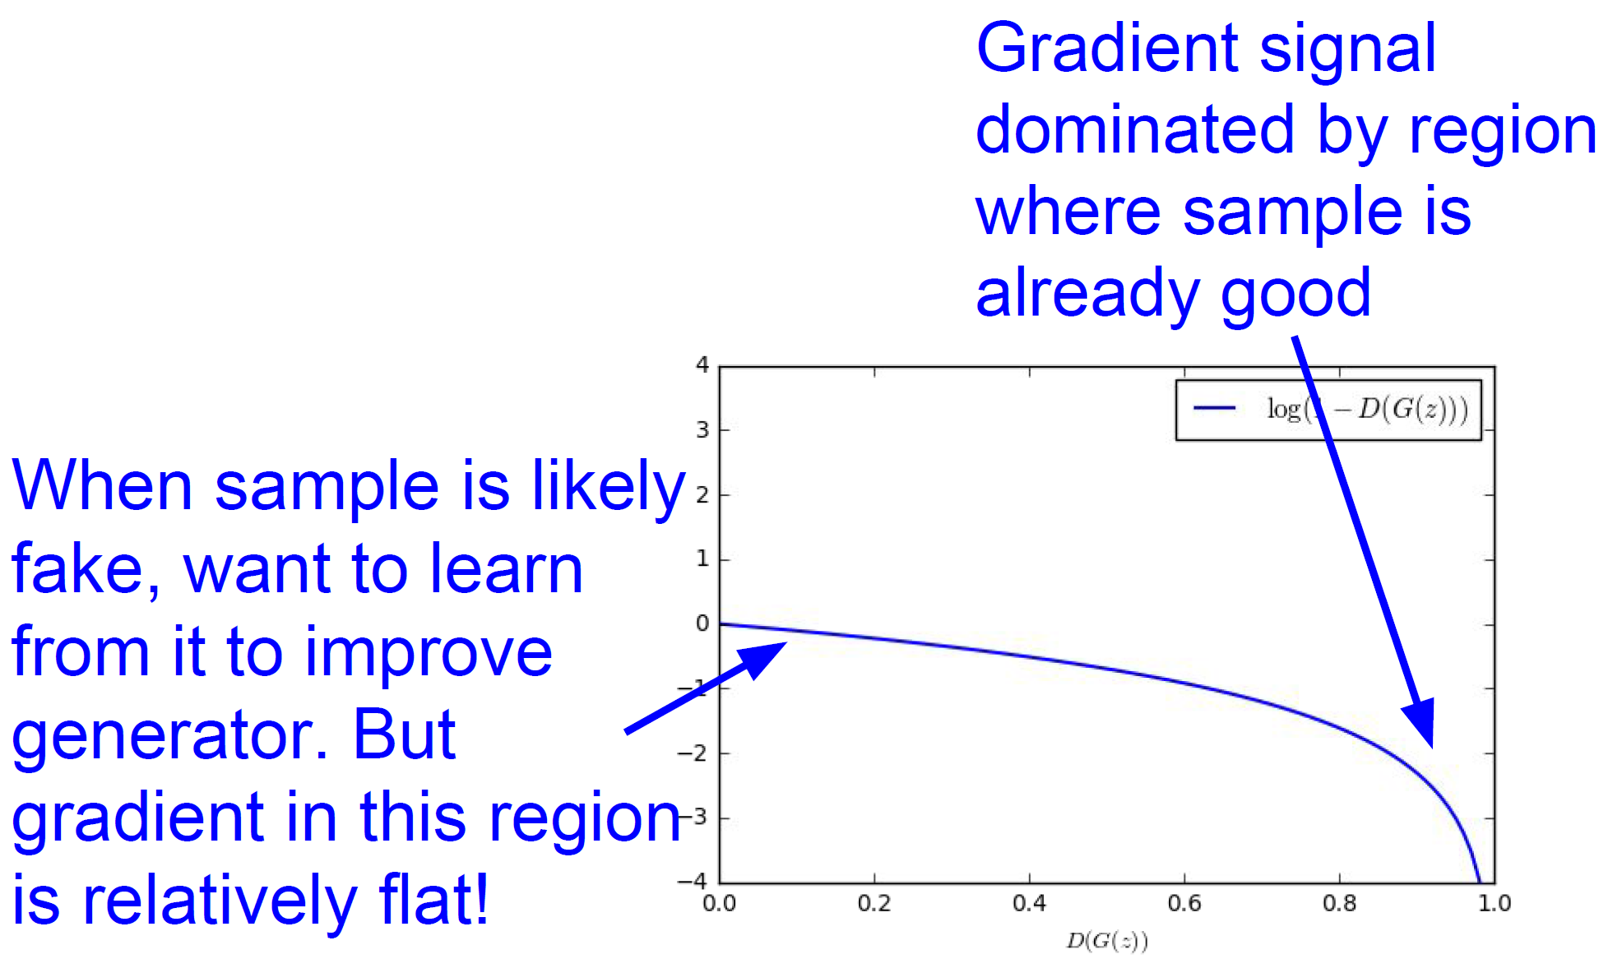 Gradient signal
dominated by region
where sample is
already good
When sample is likely
fake, want to learn
from it to improve
generator. But
gradient in this region
is relatively flat!
log(1 − D(G(z)))
4
3
2
1
0
−1
−2
−3
−4
0.0 0.2 0.4 0.6 0.8 1.0
D(G(z))